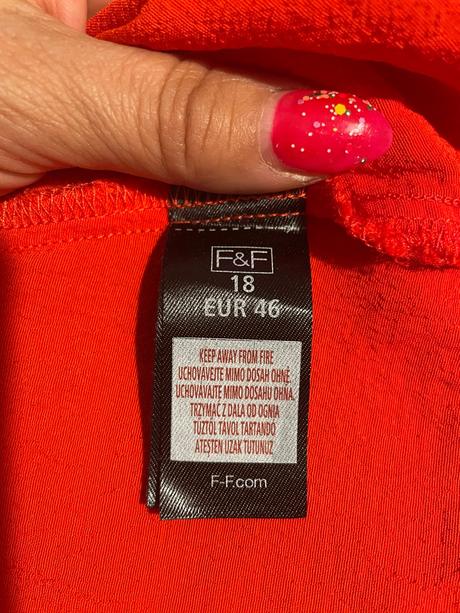 F&F
18
EUR 46
KEEP AWAY FROM FIRE
UCHOVÁVEJTE MIMO DOSAH OHNĚ.
UCHOVÁVAJTE MIMO DOSAHU OHŇA.
TRZYMAĆ Z DALA OD OGNIA
TŰZTŐL TÁVOL TARTANDÓ
ATEŞTEN UZAK TUTUNUZ
F-F.com